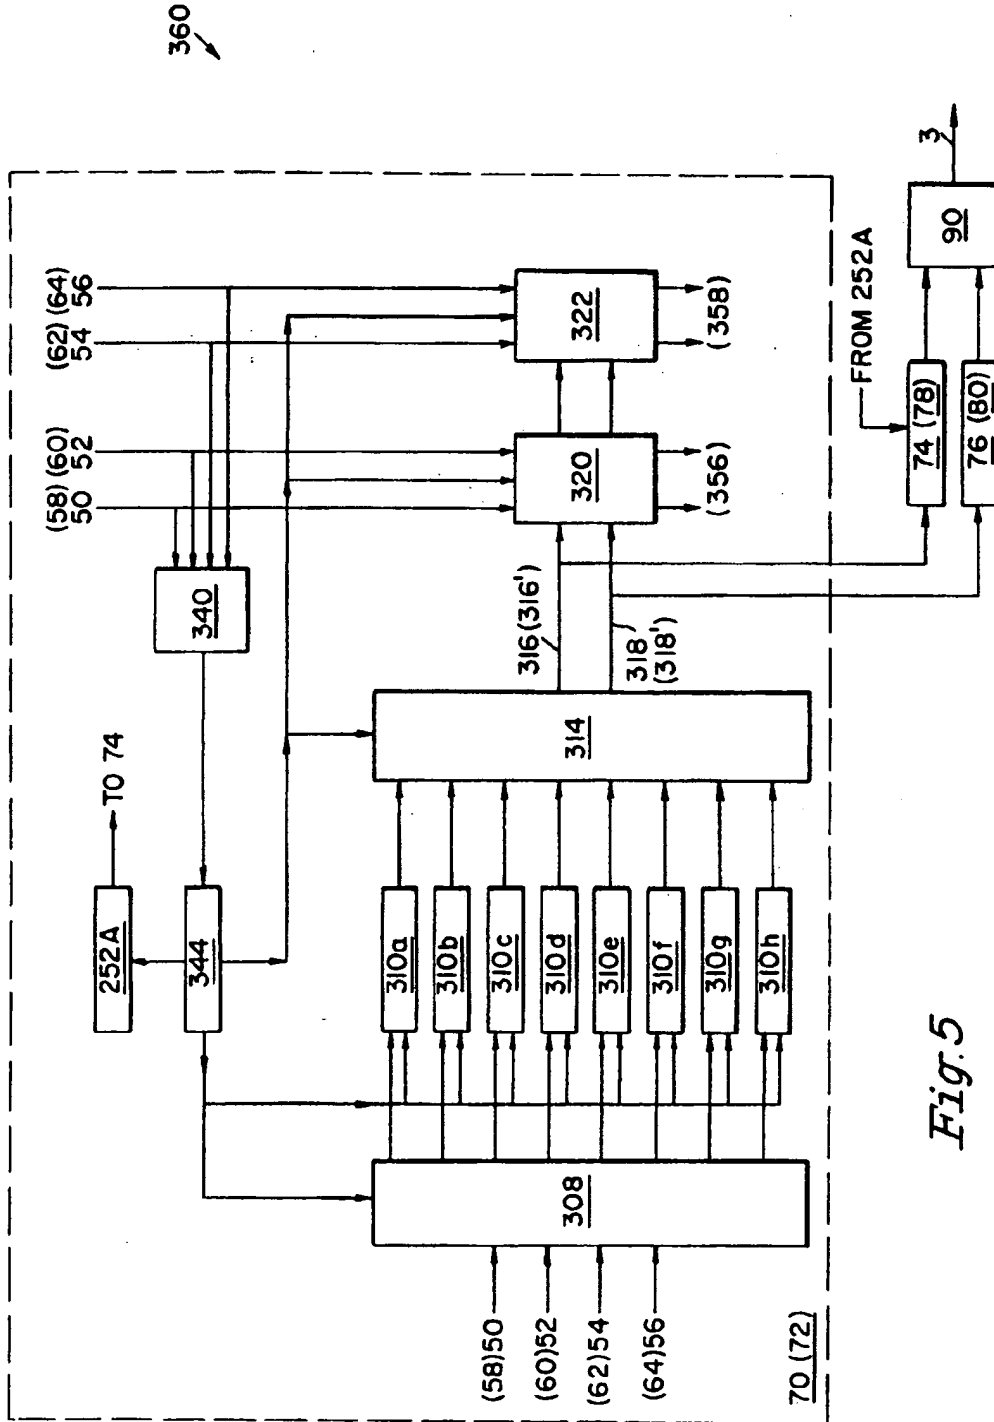 360
(58) (60)
50 52
(62) (64)
54 56
340
TO 74
252A
344
320
322
(356)
(358)
316 (316')
318'
(318')
314
310a
310b
310c
310d
310e
310f
310g
310h
308
(58)50
(60)52
(62)54
(64)56
70 (72)
FROM 252A
74 (78)
76 (80)
90
3
Fig. 5